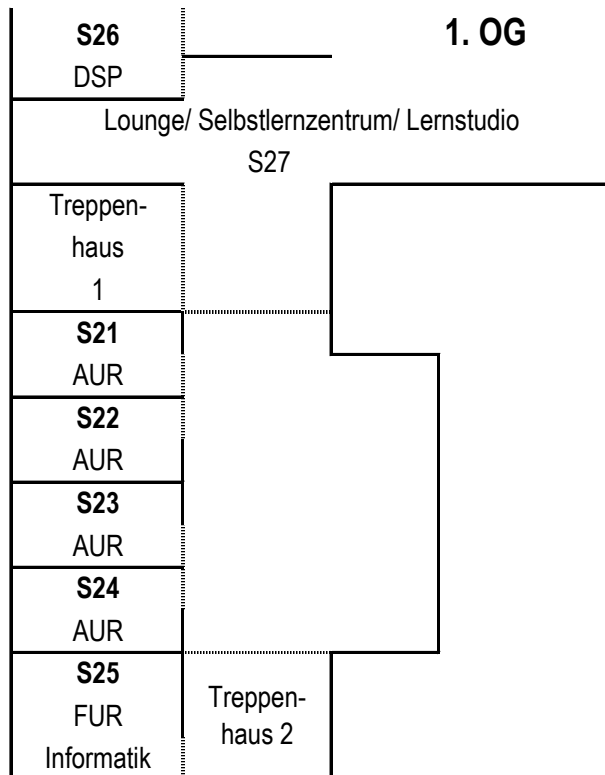 S26
1. OG
DSP
Lounge/ Selbstlernzentrum/ Lernstudio
S27
Treppen-
haus
1
S21
AUR
S22
AUR
S23
AUR
S24
AUR
S25
FUR
Informatik
Treppen-
haus 2